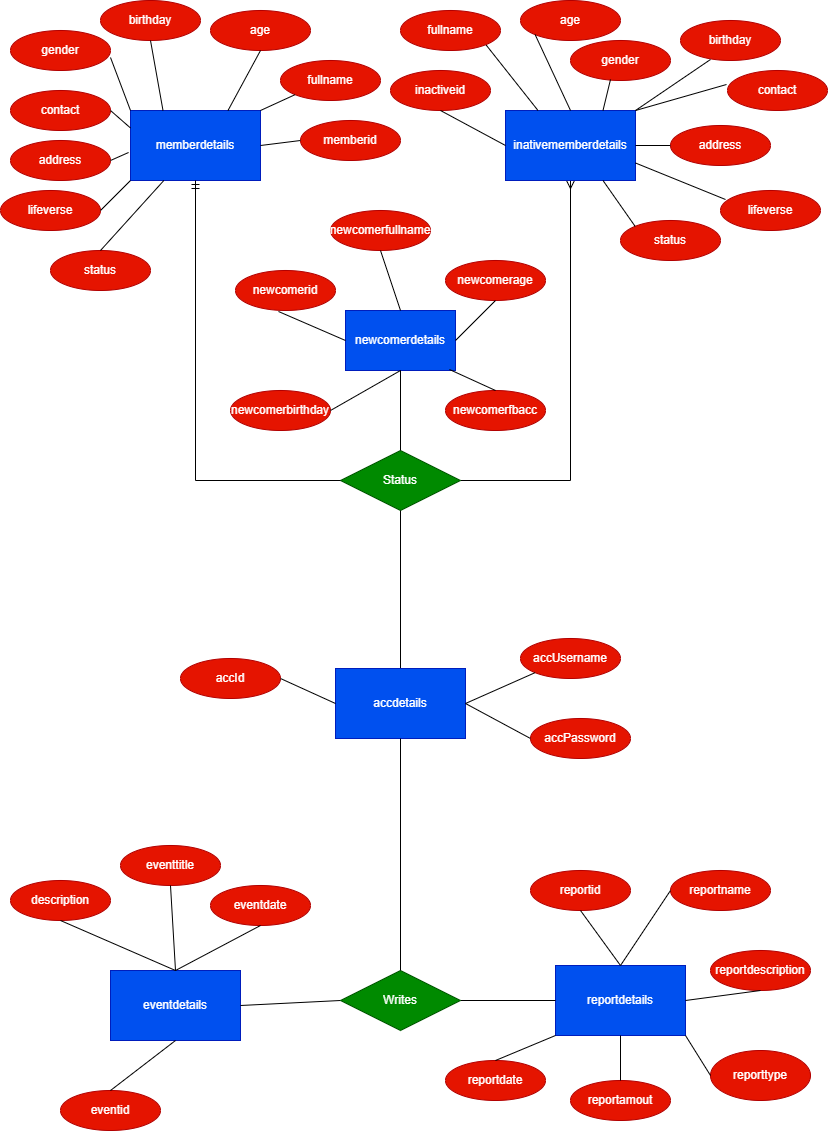 birthday
age
gender
fullname
contact
memberdetails
memberid
address
lifeverse
status
fullname
age
birthday
gender
inactiveid
contact
inativememberdetails
address
lifeverse
status
newcomerfullname
newcomerid
newcomerage
newcomerdetails
newcomerbirthday
newcomerfbacc
Status
accId
accUsername
accdetails
accPassword
eventtitle
description
eventdate
eventdetails
eventid
Writes
reportid
reportname
reportdescription
reportdetails
reportdate
reportamout
reporttype